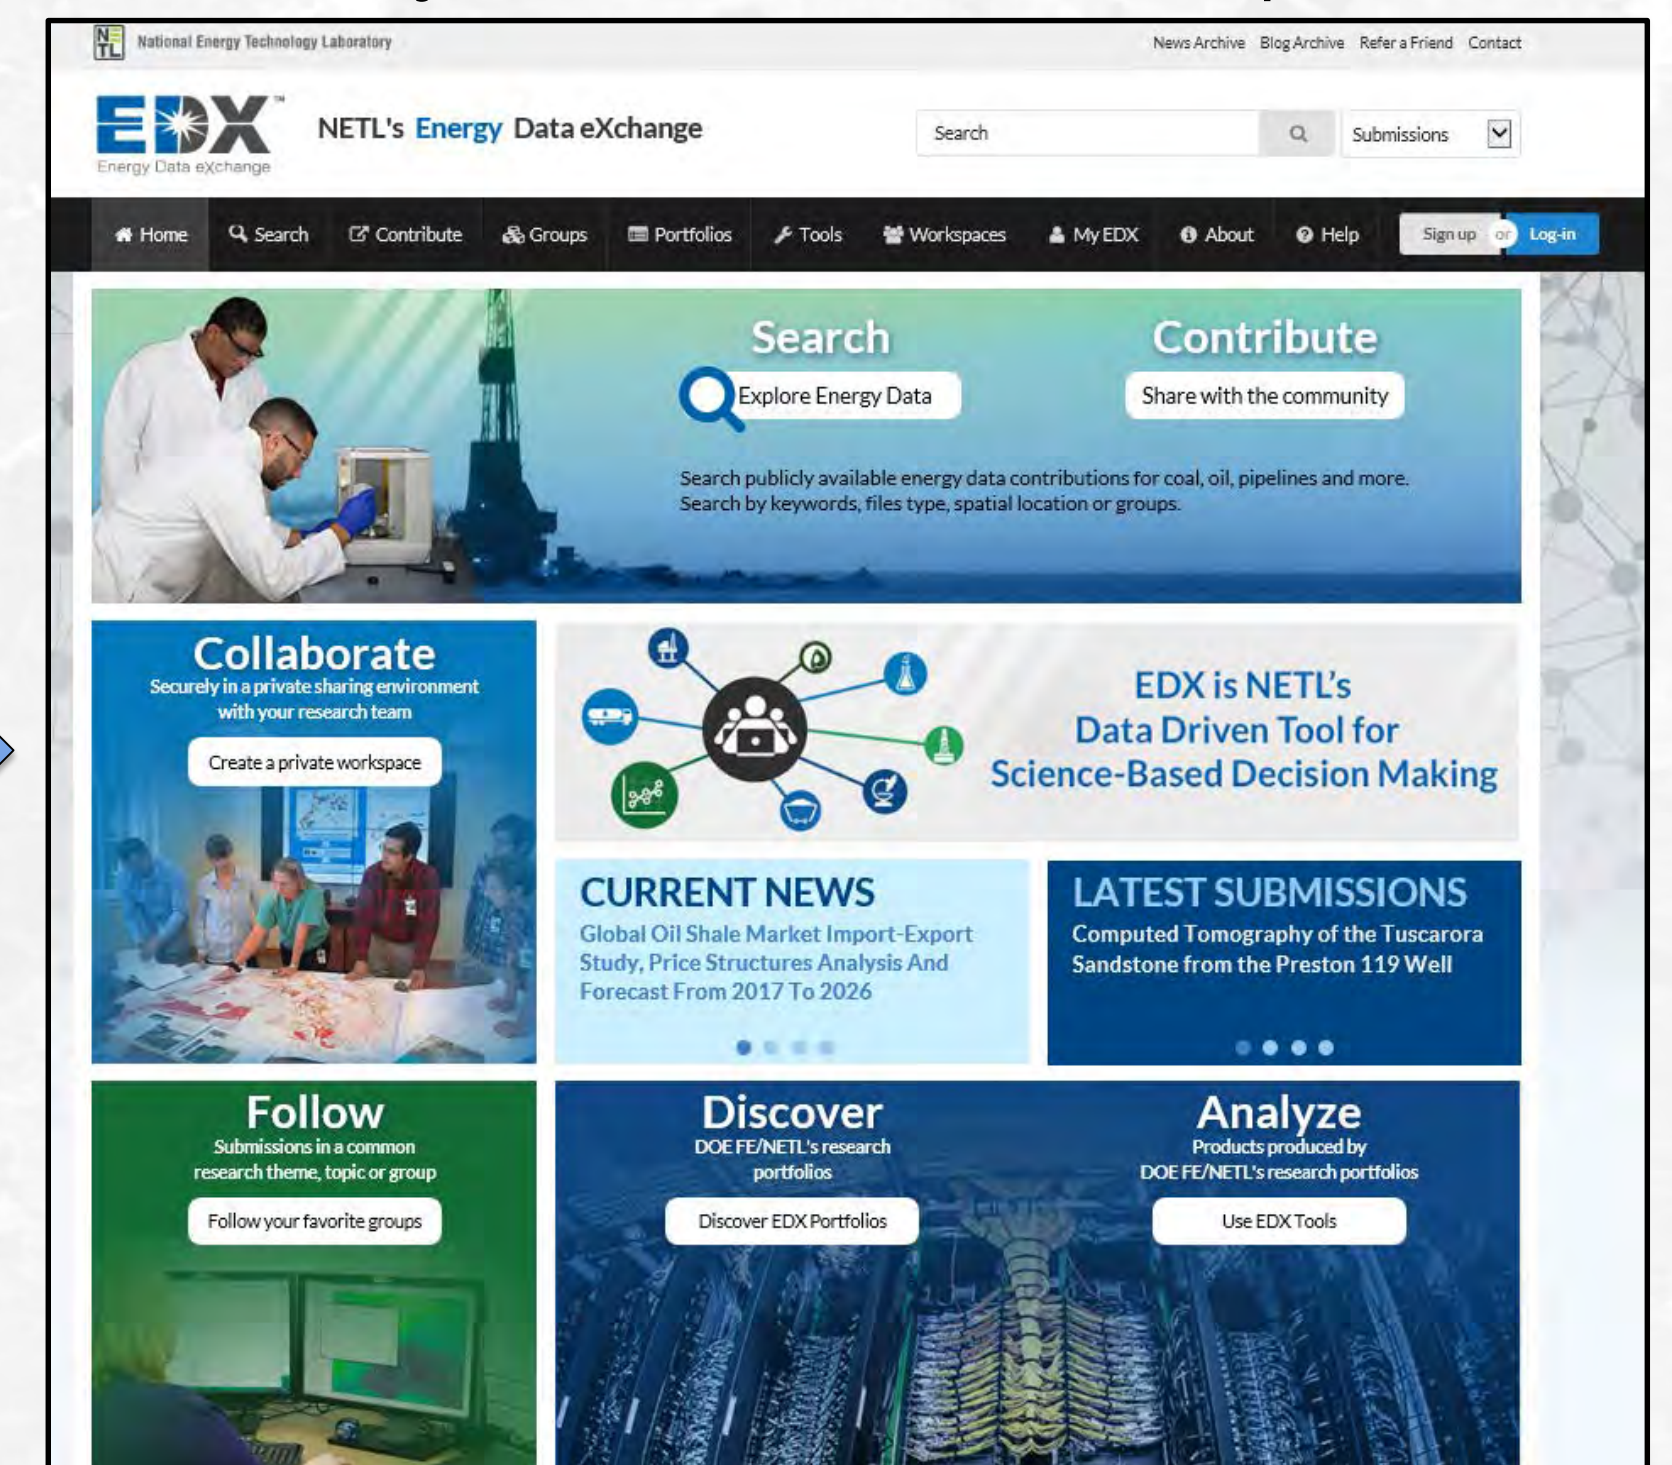 NETL
National Energy Technology Laboratory
News Archive Blog Archive Refer a Friend Contact
EDX™
Energy Data eXchange
NETL's Energy Data eXchange
Search
Submissions
Home Search Contribute Groups Portfolios Tools Workspaces My EDX About Help Sign up or Log-in
Search
Explore Energy Data
Contribute
Share with the community
Search publicly available energy data contributions for coal, oil, pipelines and more.
Search by keywords, files type, spatial location or groups.
Collaborate
Securely in a private sharing environment
with your research team
Create a private workspace
EDX is NETL's
Data Driven Tool for
Science-Based Decision Making
CURRENT NEWS
Global Oil Shale Market Import-Export
Study, Price Structures Analysis And
Forecast From 2017 To 2026
LATEST SUBMISSIONS
Computed Tomography of the Tuscarora
Sandstone from the Preston 119 Well
Follow
Submissions in a common
research theme, topic or group
Follow your favorite groups
Discover
DOE FE/NETL's research
portfolios
Discover EDX Portfolios
Analyze
Products produced by
DOE FE/NETL's research portfolios
Use EDX Tools